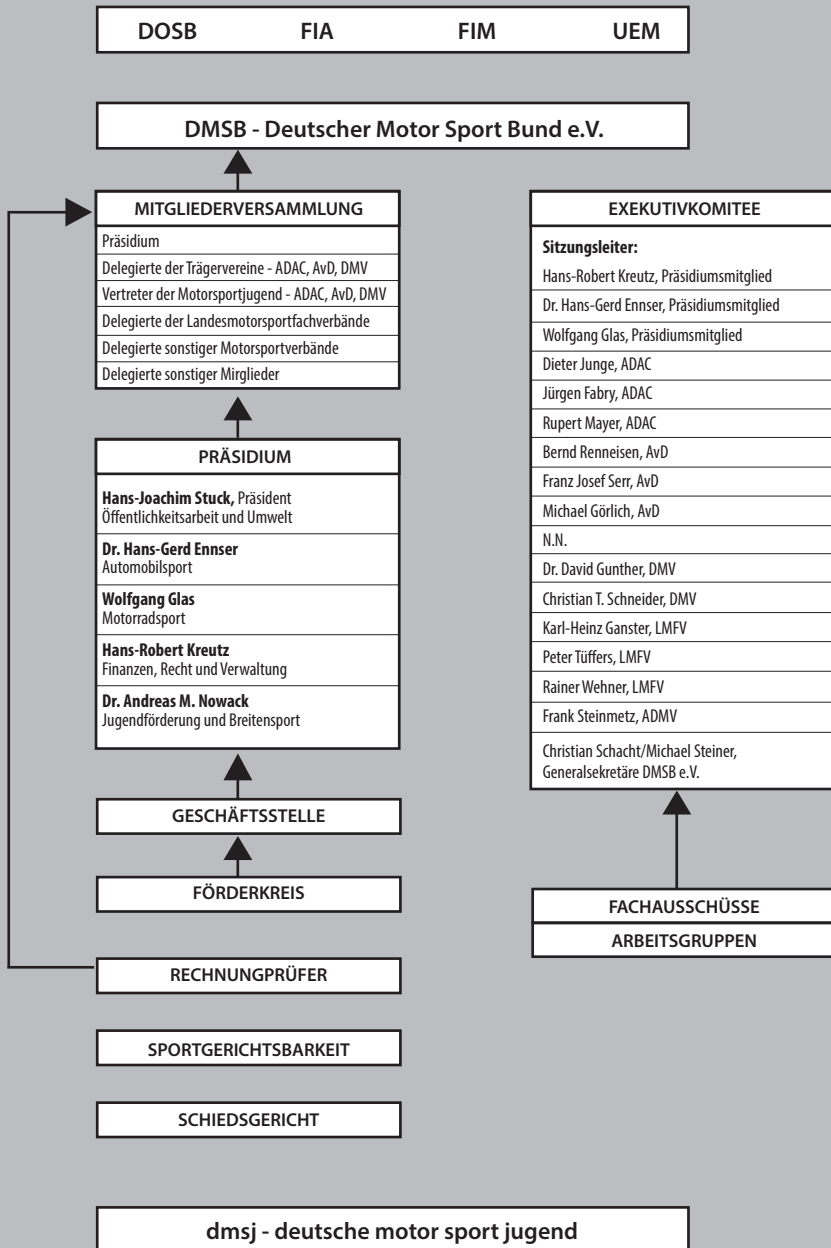 DOSB FIA FIM UEM
DMSB - Deutscher Motor Sport Bund e.V.
MITGLIEDERVERSAMMLUNG
Präsidium
Delegierte der Trägervereine - ADAC, AvD, DMV
Vertreter der Motorsportjugend - ADAC, AvD, DMV
Delegierte der Landesmotorsportfachverbände
Delegierte sonstiger Motorsportverbände
Delegierte sonstiger Mirglieder
PRÄSIDIUM
Hans-Joachim Stuck, Präsident
Öffentlichkeitsarbeit und Umwelt
Dr. Hans-Gerd Ennser
Automobilsport
Wolfgang Glas
Motorradsport
Hans-Robert Kreutz
Finanzen, Recht und Verwaltung
Dr. Andreas M. Nowack
Jugendförderung und Breitensport
GESCHÄFTSSTELLE
FÖRDERKREIS
RECHNUNGPRÜFER
SPORTGERICHTSBARKEIT
SCHIEDSGERICHT
EXEKUTIVKOMITEE
Sitzungsleiter:
Hans-Robert Kreutz, Präsidiumsmitglied
Dr. Hans-Gerd Ennser, Präsidiumsmitglied
Wolfgang Glas, Präsidiumsmitglied
Dieter Junge, ADAC
Jürgen Fabry, ADAC
Rupert Mayer, ADAC
Bernd Renneisen, AvD
Franz Josef Serr, AvD
Michael Görlich, AvD
N.N.
Dr. David Gunther, DMV
Christian T. Schneider, DMV
Karl-Heinz Ganster, LMFV
Peter Tüffers, LMFV
Rainer Wehner, LMFV
Frank Steinmetz, ADMV
Christian Schacht/Michael Steiner,
Generalsekretäre DMSB e.V.
FACHAUSSCHÜSSE
ARBEITSGRUPPEN
dmsj - deutsche motor sport jugend